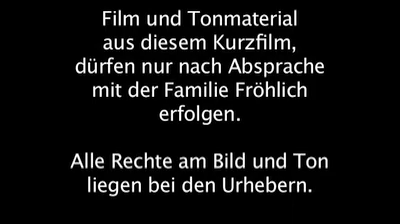 Film und Tonmaterial
aus diesem Kurzfilm,
dürfen nur nach Absprache
mit der Familie Fröhlich
erfolgen.
Alle Rechte am Bild und Ton
liegen bei den Urhebern.